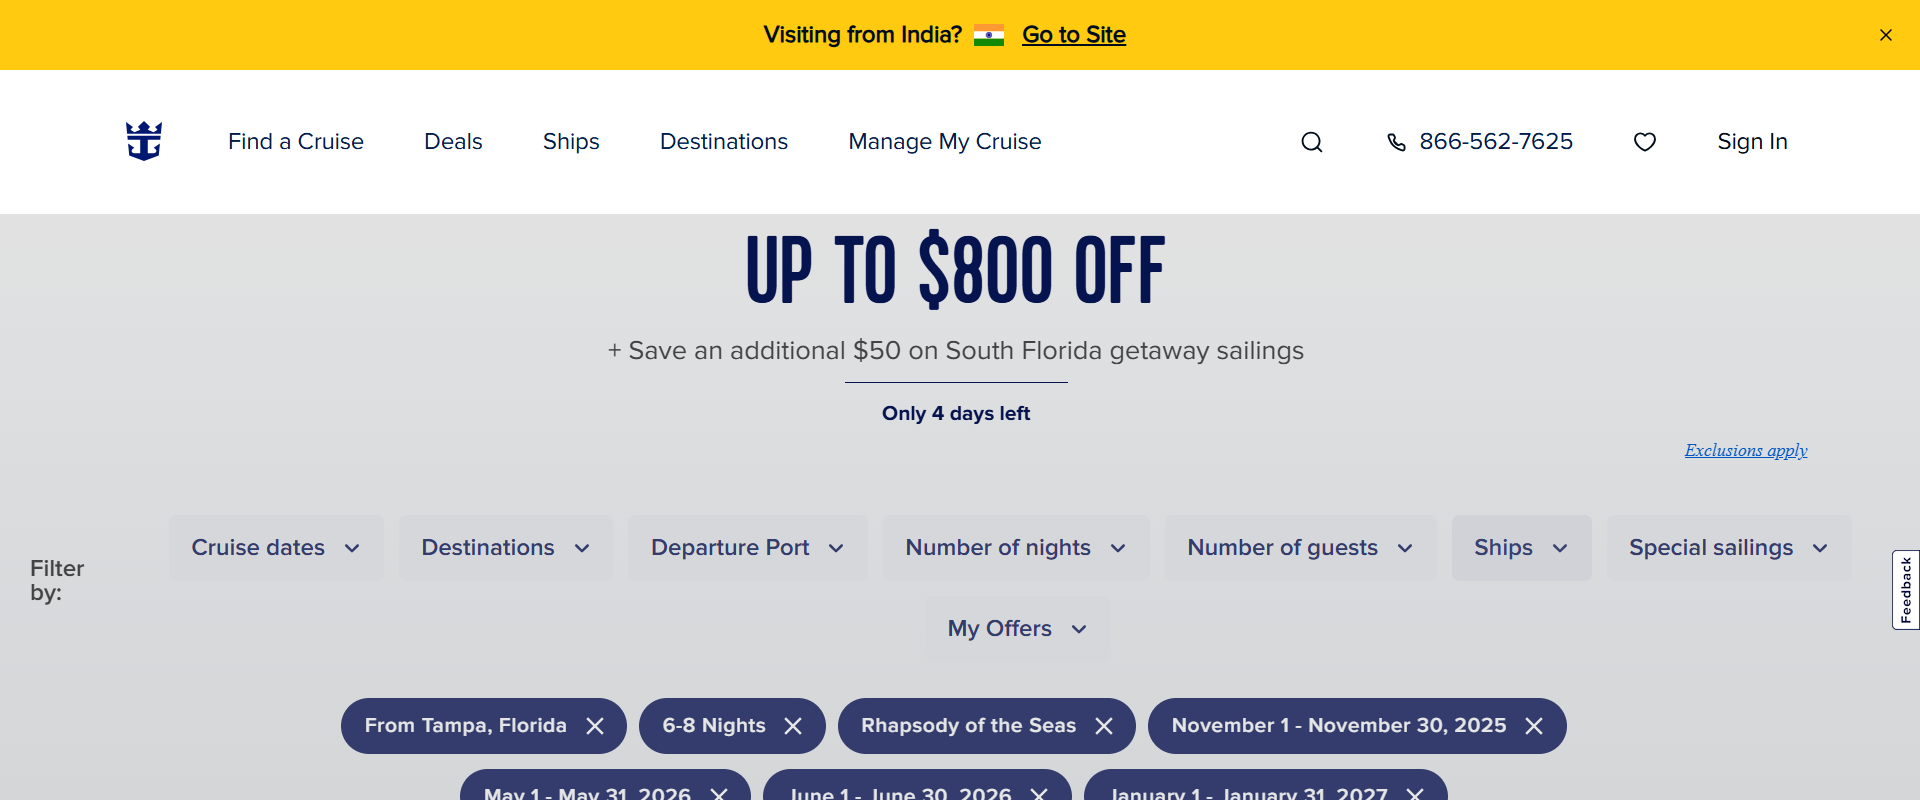 Visiting from India? Go to Site
Find a Cruise Deals Ships Destinations Manage My Cruise 866-562-7625 Sign In
UP TO $800 OFF
+ Save an additional $50 on South Florida getaway sailings
Only 4 days left
Exclusions apply
Filter by:
Cruise dates Destinations Departure Port Number of nights Number of guests Ships Special sailings
My Offers
Feedback
From Tampa, Florida 6-8 Nights Rhapsody of the Seas November 1 - November 30, 2025
May 1 - May 31, 2026 June 1 - June 30, 2026 January 1 - January 31, 2027